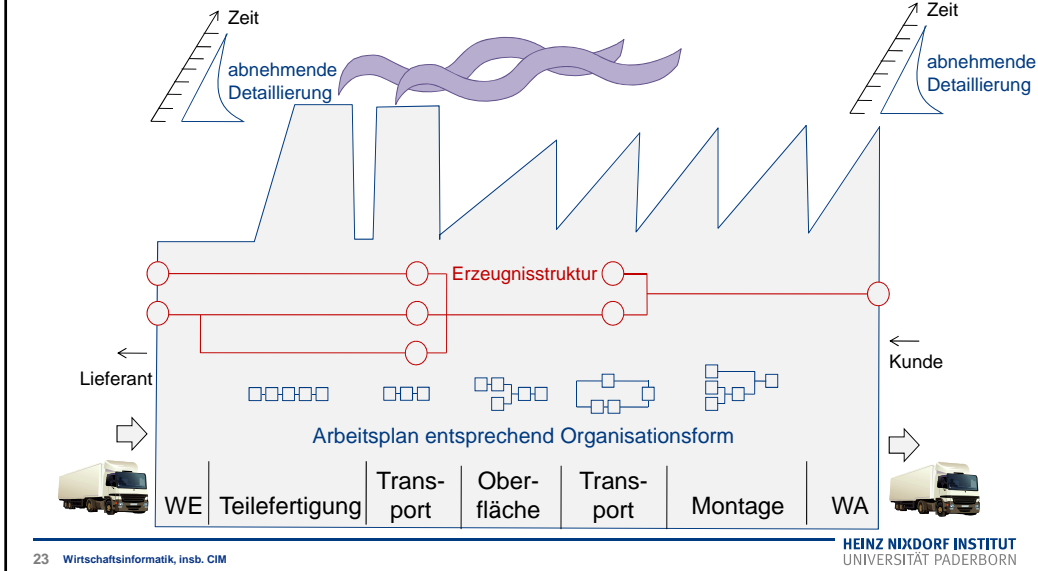 Zeit
abnehmende
Detaillierung
Zeit
abnehmende
Detaillierung
Erzeugnisstruktur
Lieferant
Kunde
Arbeitsplan entsprechend Organisationsform
WE
Teilefertigung
Trans-
port
Ober-
fläche
Trans-
port
Montage
WA
23 Wirtschaftsinformatik, insb. CIM
HEINZ NIXDORF INSTITUT
UNIVERSITÄT PADERBORN